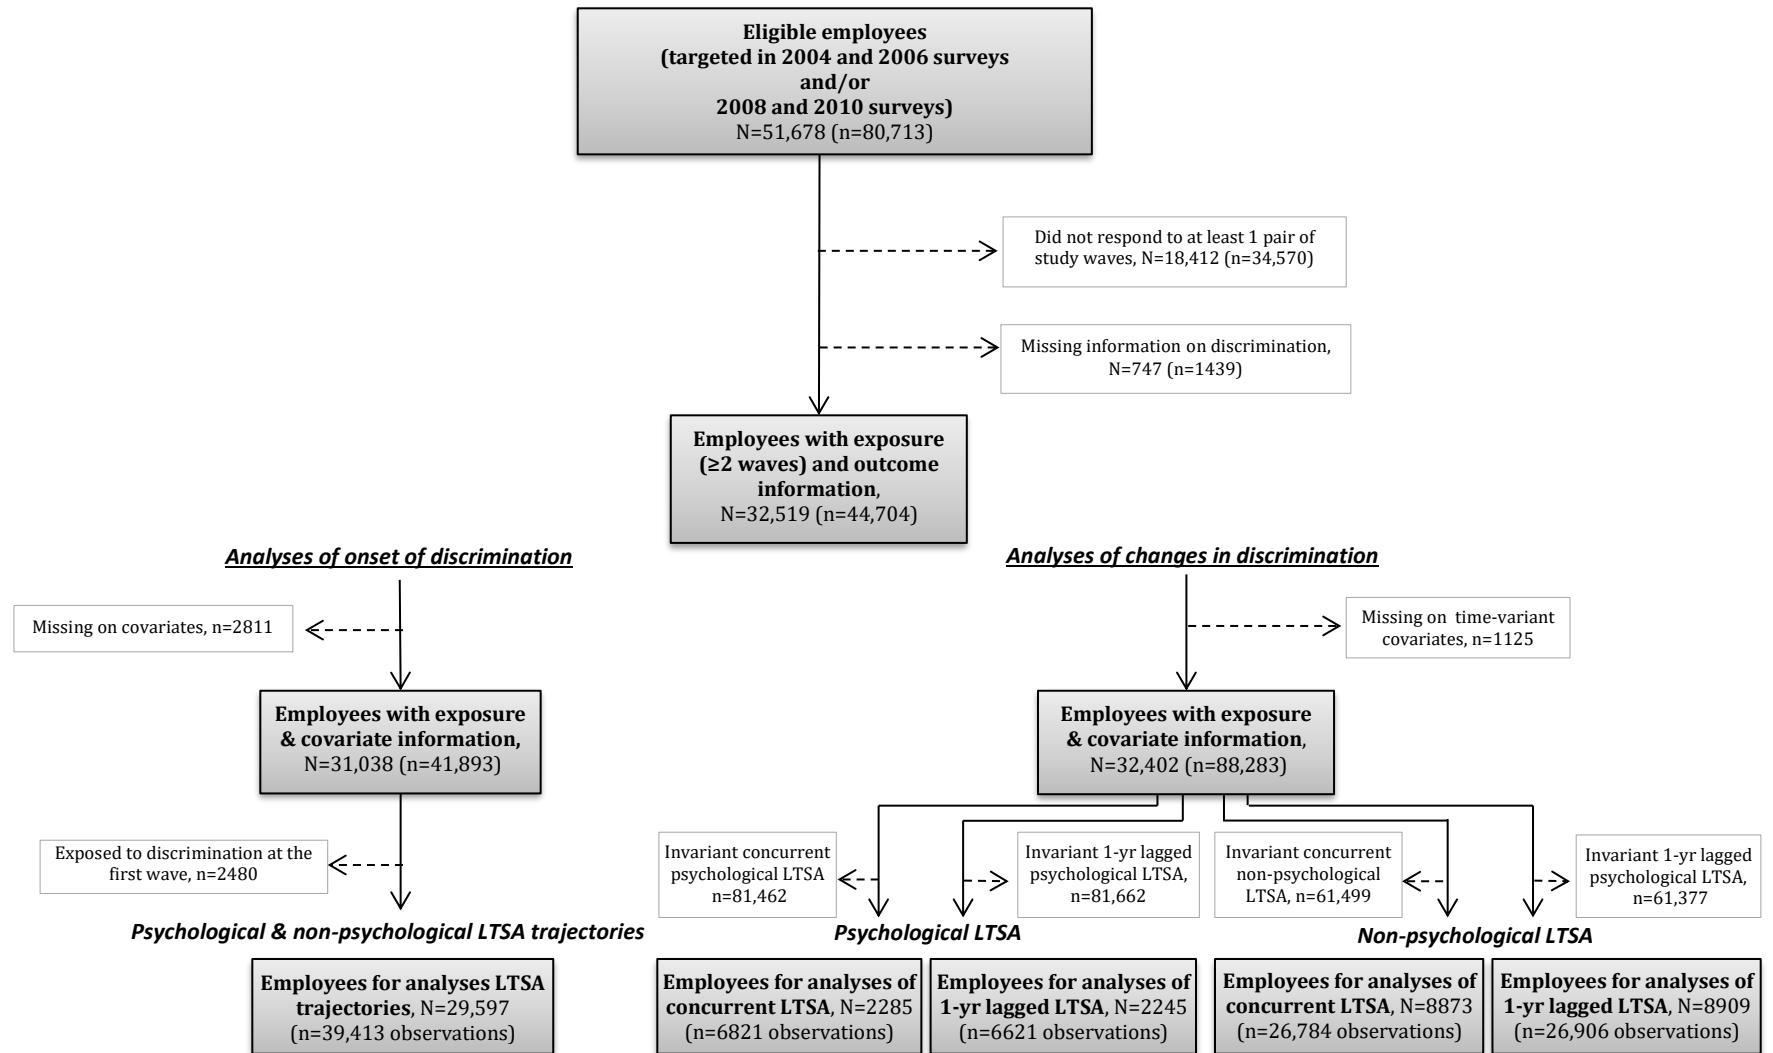 Eligible employees
(targeted in 2004 and 2006 surveys
and/or
2008 and 2010 surveys)
N=51,678 (n=80,713)
Did not respond to at least 1 pair of
study waves, N=18,412 (n=34,570)
Missing information on discrimination,
N=747 (n=1439)
Employees with exposure
(≥2 waves) and outcome
information,
N=32,519 (n=44,704)
Analyses of onset of discrimination
Missing on covariates, n=2811
Employees with exposure
& covariate information,
N=31,038 (n=41,893)
Exposed to discrimination at the
first wave, n=2480
Psychological & non-psychological LTSA trajectories
Employees for analyses LTSA
trajectories, N=29,597
(n=39,413 observations)
Analyses of changes in discrimination
Missing on  time-variant
covariates, n=1125
Employees with exposure
& covariate information,
N=32,402 (n=88,283)
Invariant concurrent
psychological LTSA
n=81,462
Invariant 1-yr lagged
psychological LTSA,
n=81,662
Invariant concurrent
non-psychological
LTSA, n=61,499
Invariant 1-yr lagged
psychological LTSA,
n=61,377
Psychological LTSA
Non-psychological LTSA
Employees for analyses of
concurrent LTSA, N=2285
(n=6821 observations)
Employees for analyses of
1-yr lagged LTSA, N=2245
(n=6621 observations)
Employees for analyses of
concurrent LTSA, N=8873
(n=26,784 observations)
Employees for analyses of
1-yr lagged LTSA, N=8909
(n=26,906 observations)